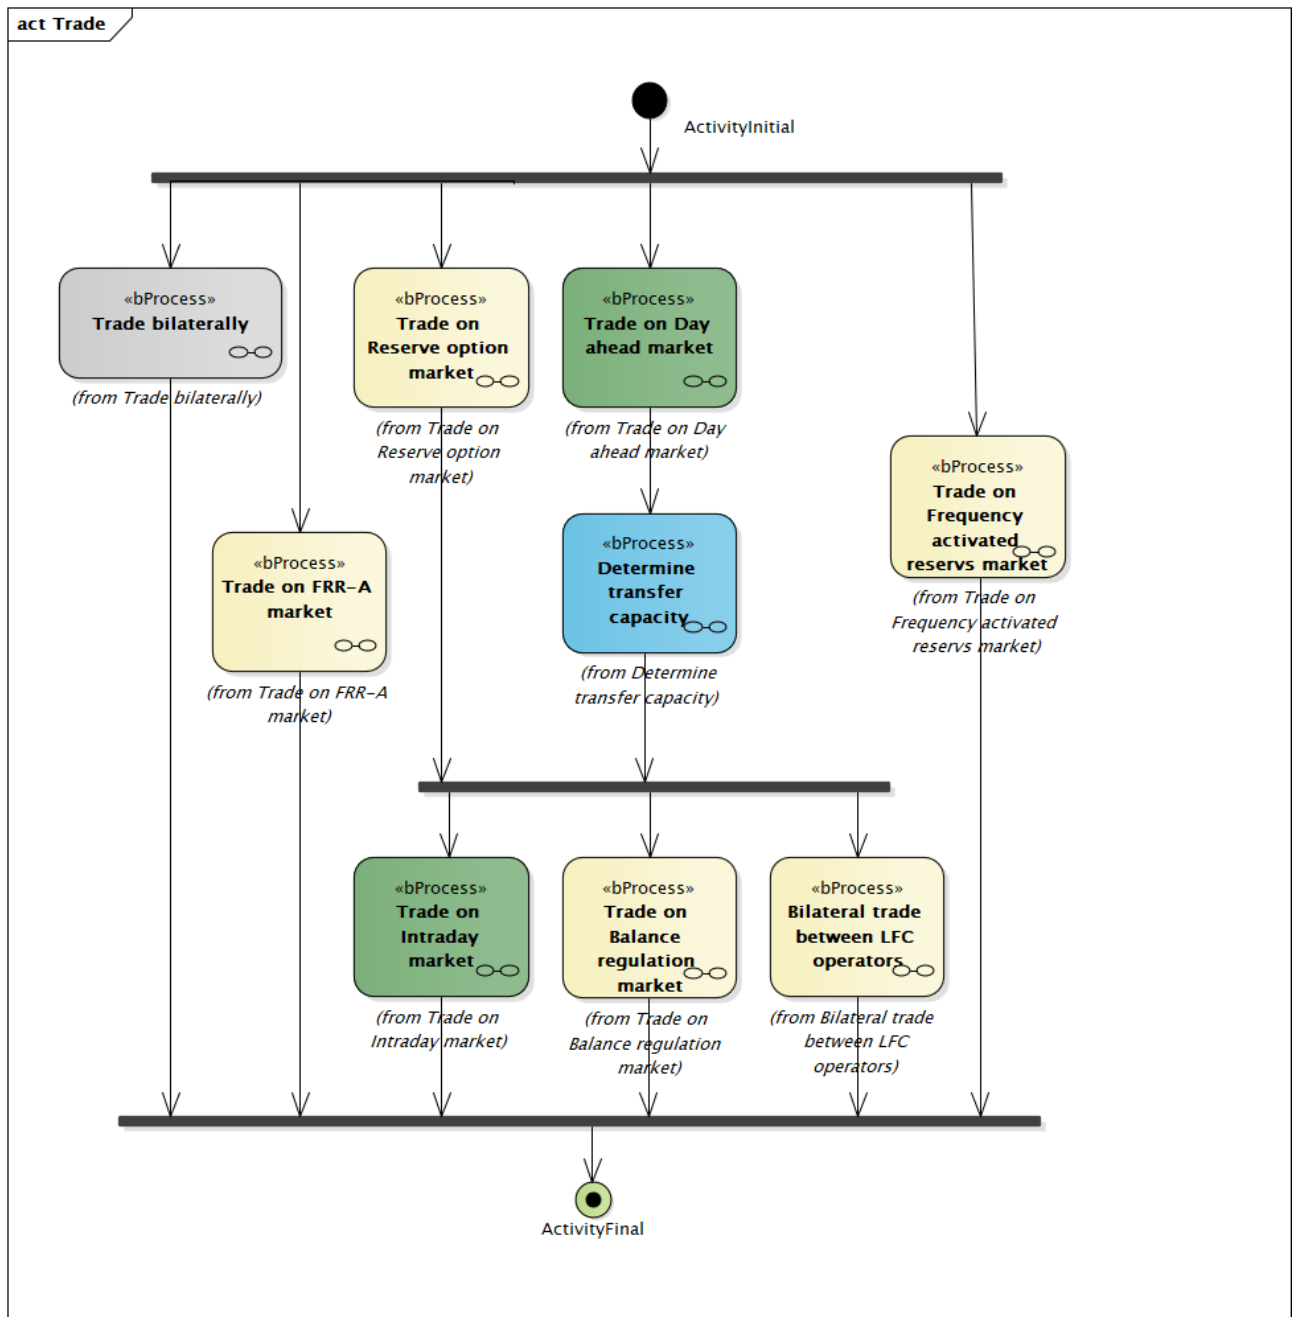 act Trade
ActivityInitial
«bProcess»
Trade bilaterally
(from Trade bilaterally)
«bProcess»
Trade on
Reserve option
market
(from Trade on
Reserve option
market)
«bProcess»
Trade on Day
ahead market
(from Trade on Day
ahead market)
«bProcess»
Trade on
Frequency
activated
reservs market
(from Trade on
Frequency activated
reservs market)
«bProcess»
Trade on FRR-A
market
(from Trade on FRR-A
market)
«bProcess»
Determine
transfer
capacity
(from Determine
transfer capacity)
«bProcess»
Trade on
Intraday
market
(from Trade on
Intraday market)
«bProcess»
Trade on
Balance
regulation
market
(from Trade on
Balance regulation
market)
«bProcess»
Bilateral trade
between LFC
operators
(from Bilateral trade
between LFC
operators)
ActivityFinal